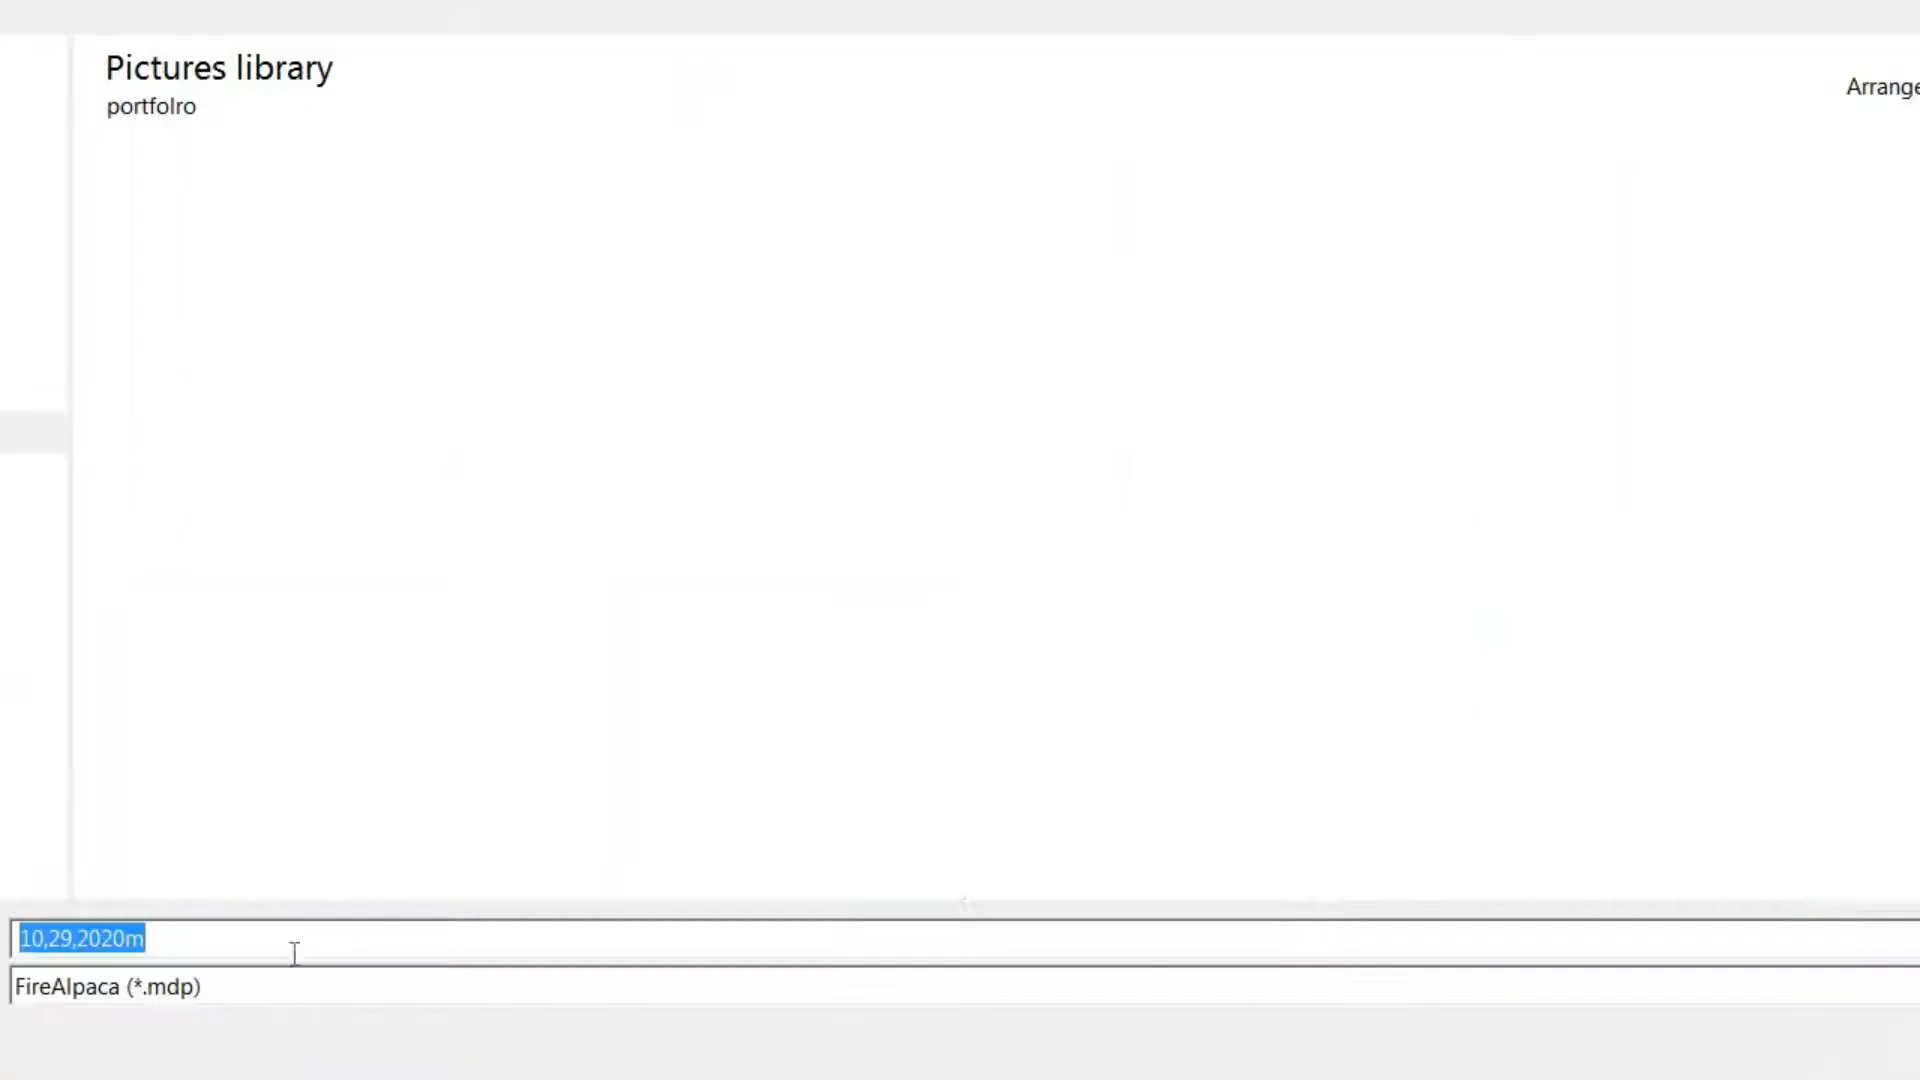 Pictures library
portfolro
Arrange
10,29,2020m
FireAlpaca (*.mdp)